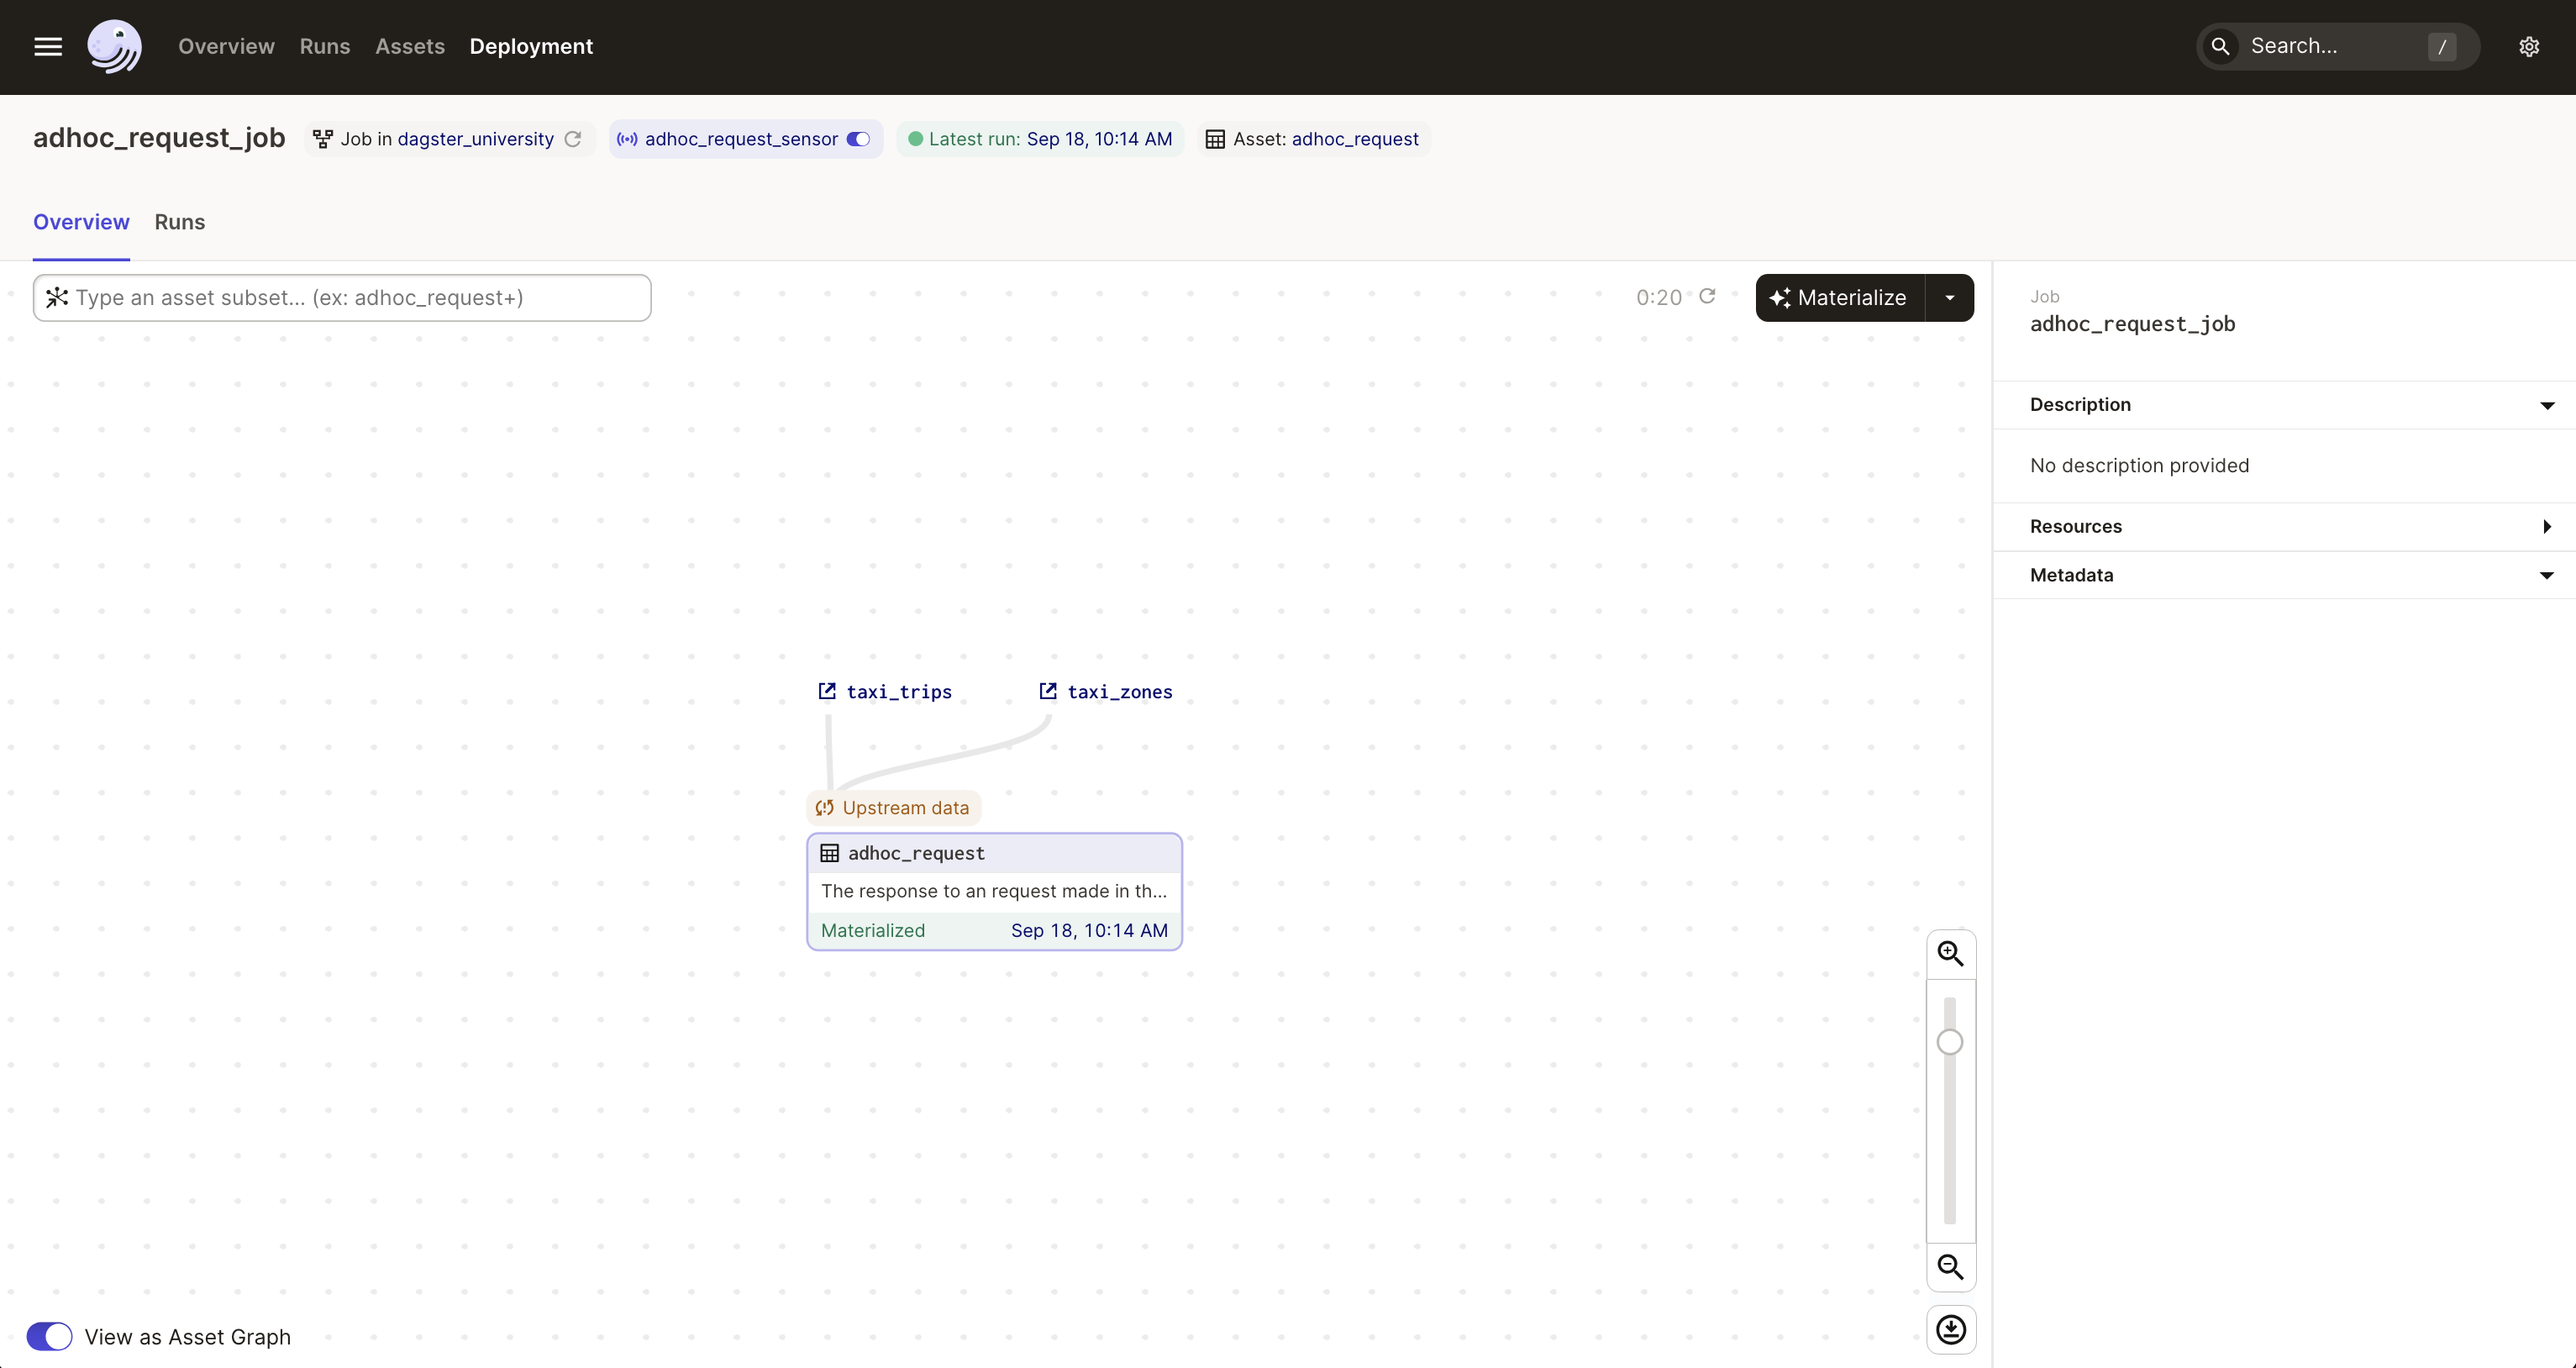 Overview Runs Assets Deployment Search... /
adhoc_request_job Job in dagster_university adhoc_request_sensor Latest run: Sep 18, 10:14 AM Asset: adhoc_request
Overview Runs
Type an asset subset… (ex: adhoc_request+) 0:20 Materialize
Job
adhoc_request_job
Description
No description provided
Resources
Metadata
taxi_trips taxi_zones
Upstream data
adhoc_request
The response to an request made in th…
Materialized Sep 18, 10:14 AM
View as Asset Graph